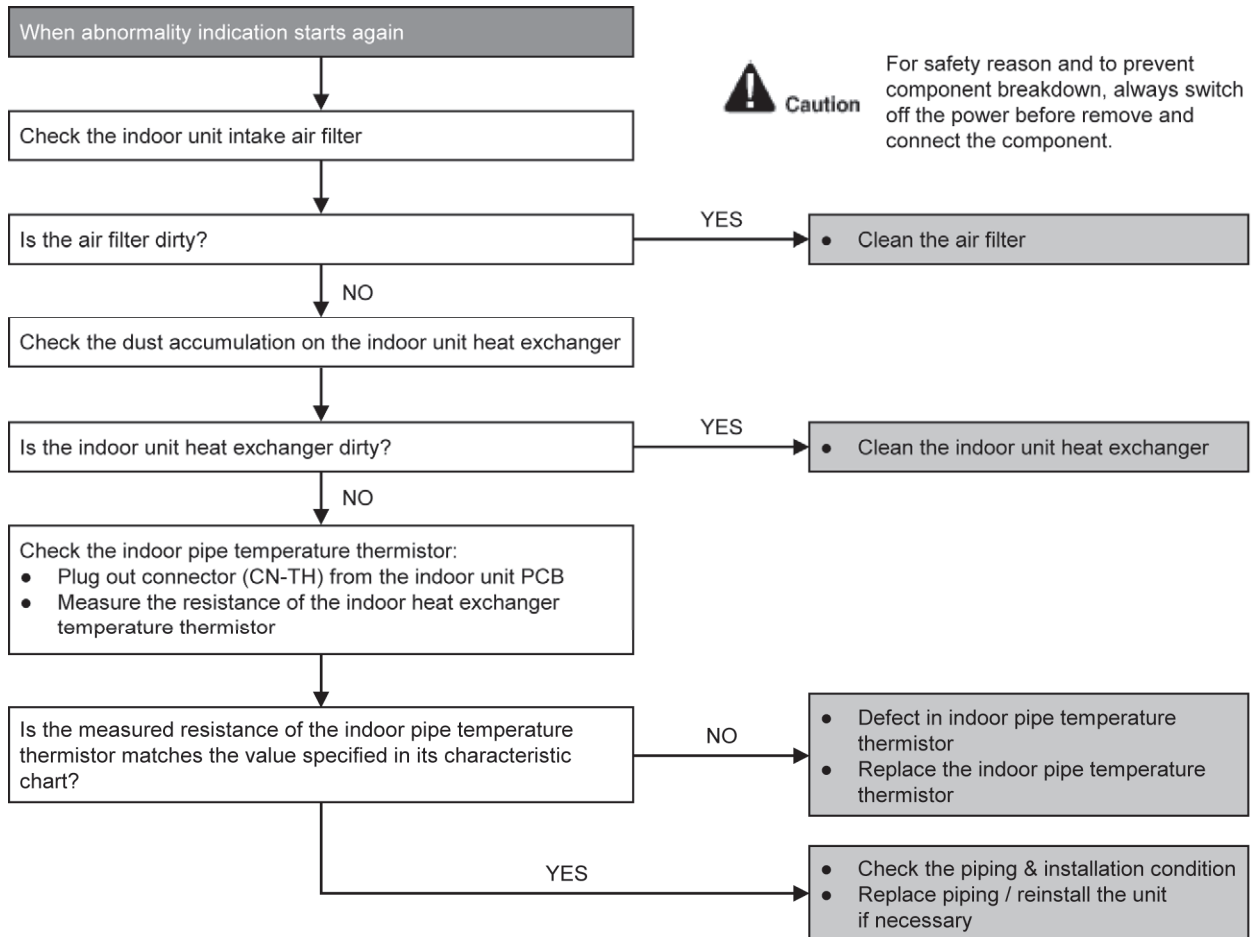 When abnormality indication starts again
Caution
For safety reason and to prevent
component breakdown, always switch
off the power before remove and
connect the component.
Check the indoor unit intake air filter
Is the air filter dirty?
YES
● Clean the air filter
NO
Check the dust accumulation on the indoor unit heat exchanger
Is the indoor unit heat exchanger dirty?
YES
● Clean the indoor unit heat exchanger
NO
Check the indoor pipe temperature thermistor:
● Plug out connector (CN-TH) from the indoor unit PCB
● Measure the resistance of the indoor heat exchanger
temperature thermistor
Is the measured resistance of the indoor pipe temperature
thermistor matches the value specified in its characteristic
chart?
NO
● Defect in indoor pipe temperature
thermistor
● Replace the indoor pipe temperature
thermistor
YES
● Check the piping & installation condition
● Replace piping / reinstall the unit
if necessary